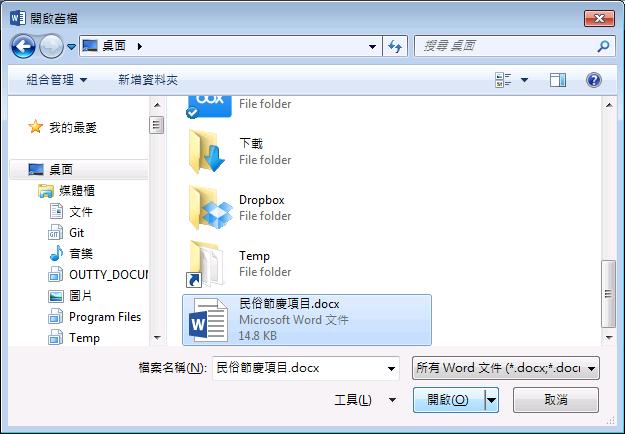 開啟舊檔
桌面
搜尋 桌面
組合管理
新增資料夾
我的最愛
桌面
媒體櫃
文件
Git
音樂
OUTTY_DOCUM
圖片
Program Files
Temp
File folder
下載
File folder
Dropbox
File folder
Temp
File folder
民俗節慶項目.docx
Microsoft Word 文件
14.8 KB
檔案名稱(N):
民俗節慶項目.docx
所有 Word 文件 (*.docx;*.docm
工具(L)
開啟(O)
取消